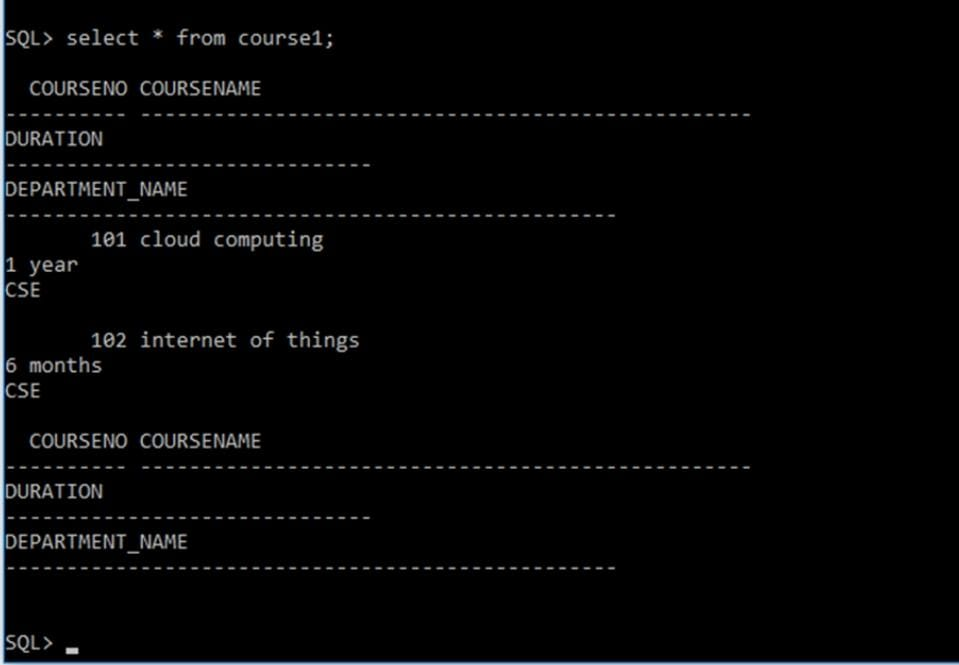 SQL> select * from course1;
  COURSENO COURSENAME
---------- --------------------------------------------------
DURATION
------------------------------
DEPARTMENT_NAME
--------------------------------------------------
       101 cloud computing
1 year
CSE
       102 internet of things
6 months
CSE
  COURSENO COURSENAME
---------- --------------------------------------------------
DURATION
------------------------------
DEPARTMENT_NAME
--------------------------------------------------
SQL> _